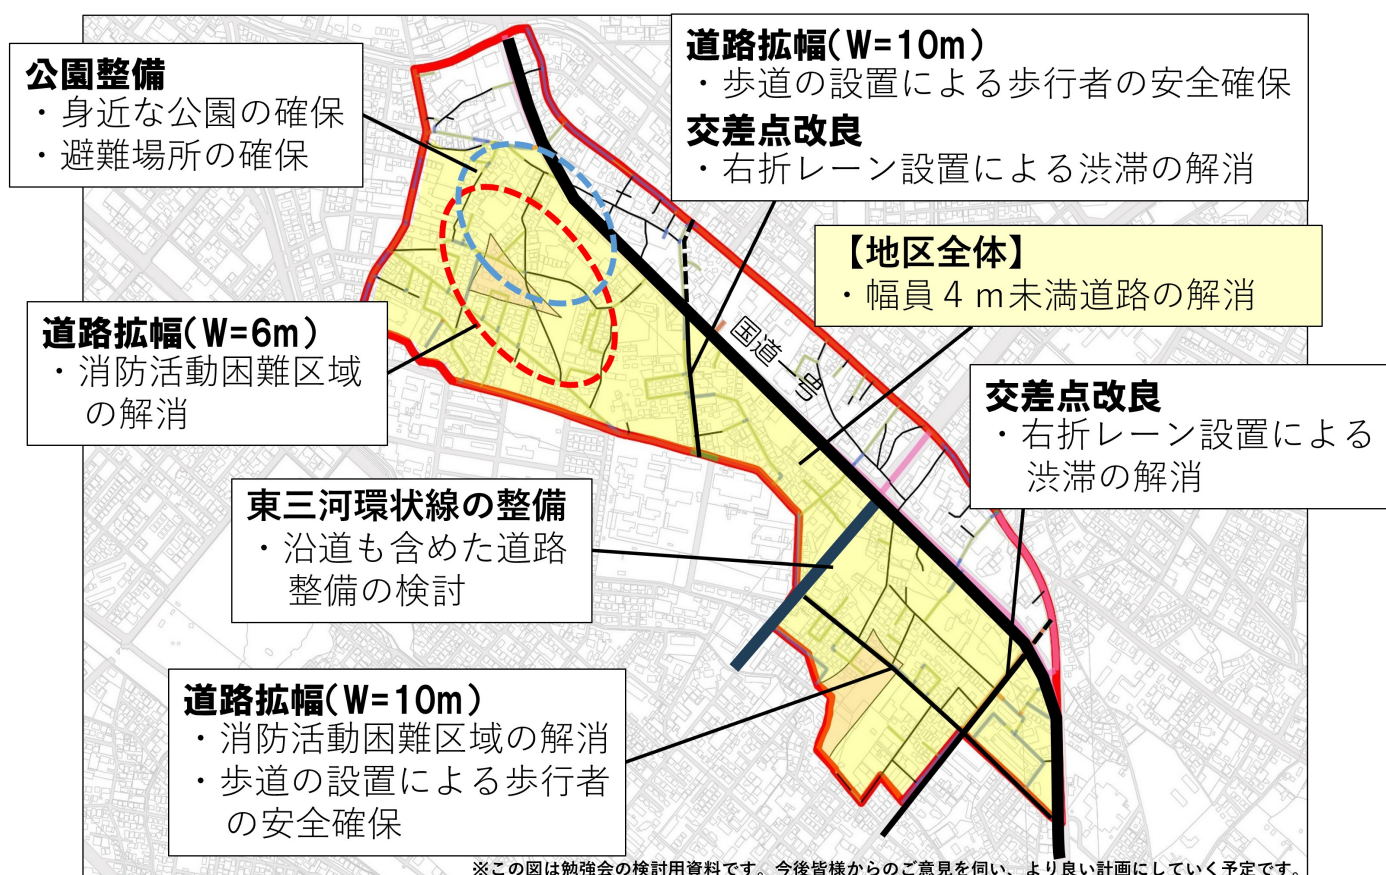 公園整備
・身近な公園の確保
・避難場所の確保
道路拡幅(W=10m)
・歩道の設置による歩行者の安全確保
交差点改良
・右折レーン設置による渋滞の解消
【地区全体】
・幅員４ｍ未満道路の解消
道路拡幅(W=6m)
・消防活動困難区域
の解消
国道一号
交差点改良
・右折レーン設置による
渋滞の解消
東三河環状線の整備
・沿道も含めた道路
整備の検討
道路拡幅(W=10m)
・消防活動困難区域の解消
・歩道の設置による歩行者
の安全確保
※この図は勉強会の検討用資料です。今後皆様からのご意見を伺い、より良い計画にしていく予定です。